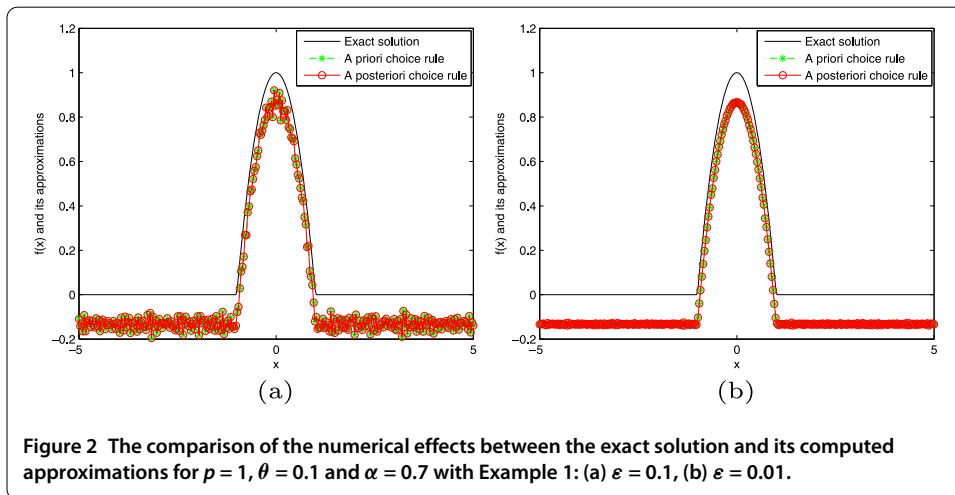 1.2
1
0.8
0.6
0.4
0.2
0
−0.2
−5
0
5
x
f(x) and its approximations
Exact solution
A priori choice rule
A posteriori choice rule
(a)
1.2
1
0.8
0.6
0.4
0.2
0
−0.2
−5
0
5
x
f(x) and its approximations
Exact solution
A priori choice rule
A posteriori choice rule
(b)
Figure 2 The comparison of the numerical effects between the exact solution and its computed
approximations for p = 1, θ = 0.1 and α = 0.7 with Example 1: (a) ε = 0.1, (b) ε = 0.01.